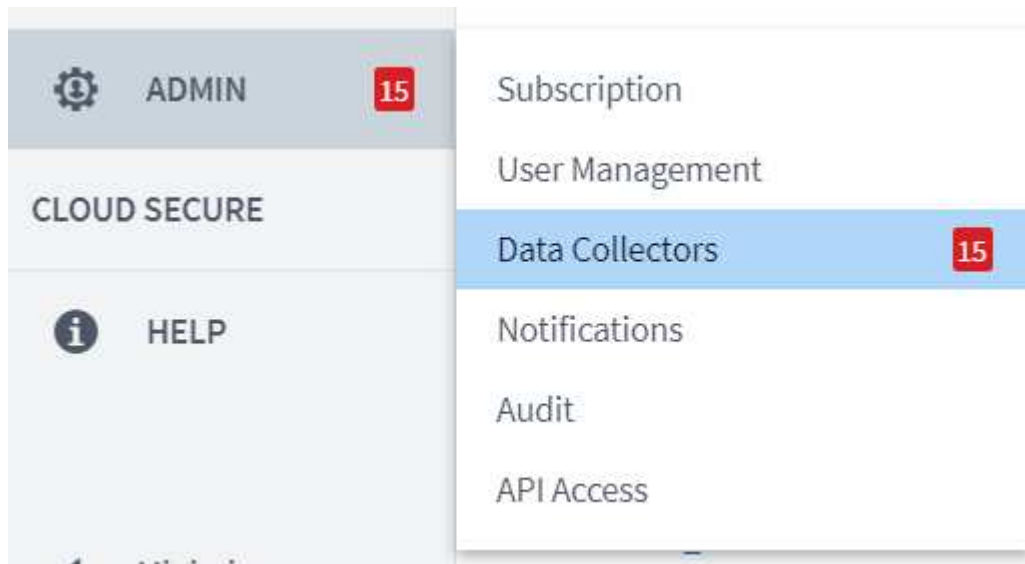 ADMIN 15
CLOUD SECURE
HELP
Subscription
User Management
Data Collectors 15
Notifications
Audit
API Access